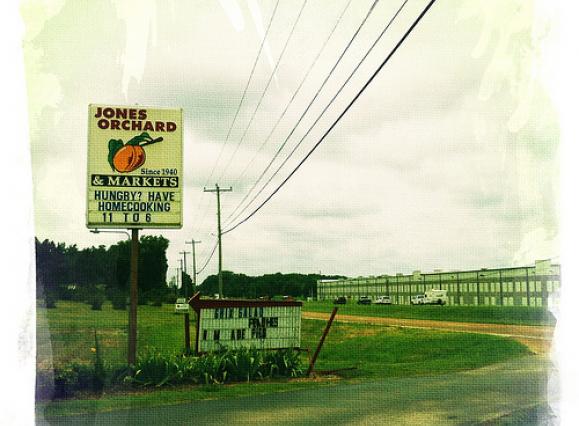 JONES
ORCHARD
Since 1940
& MARKETS
HUNGRY? HAVE
HOMECOOKING
11 TO 6